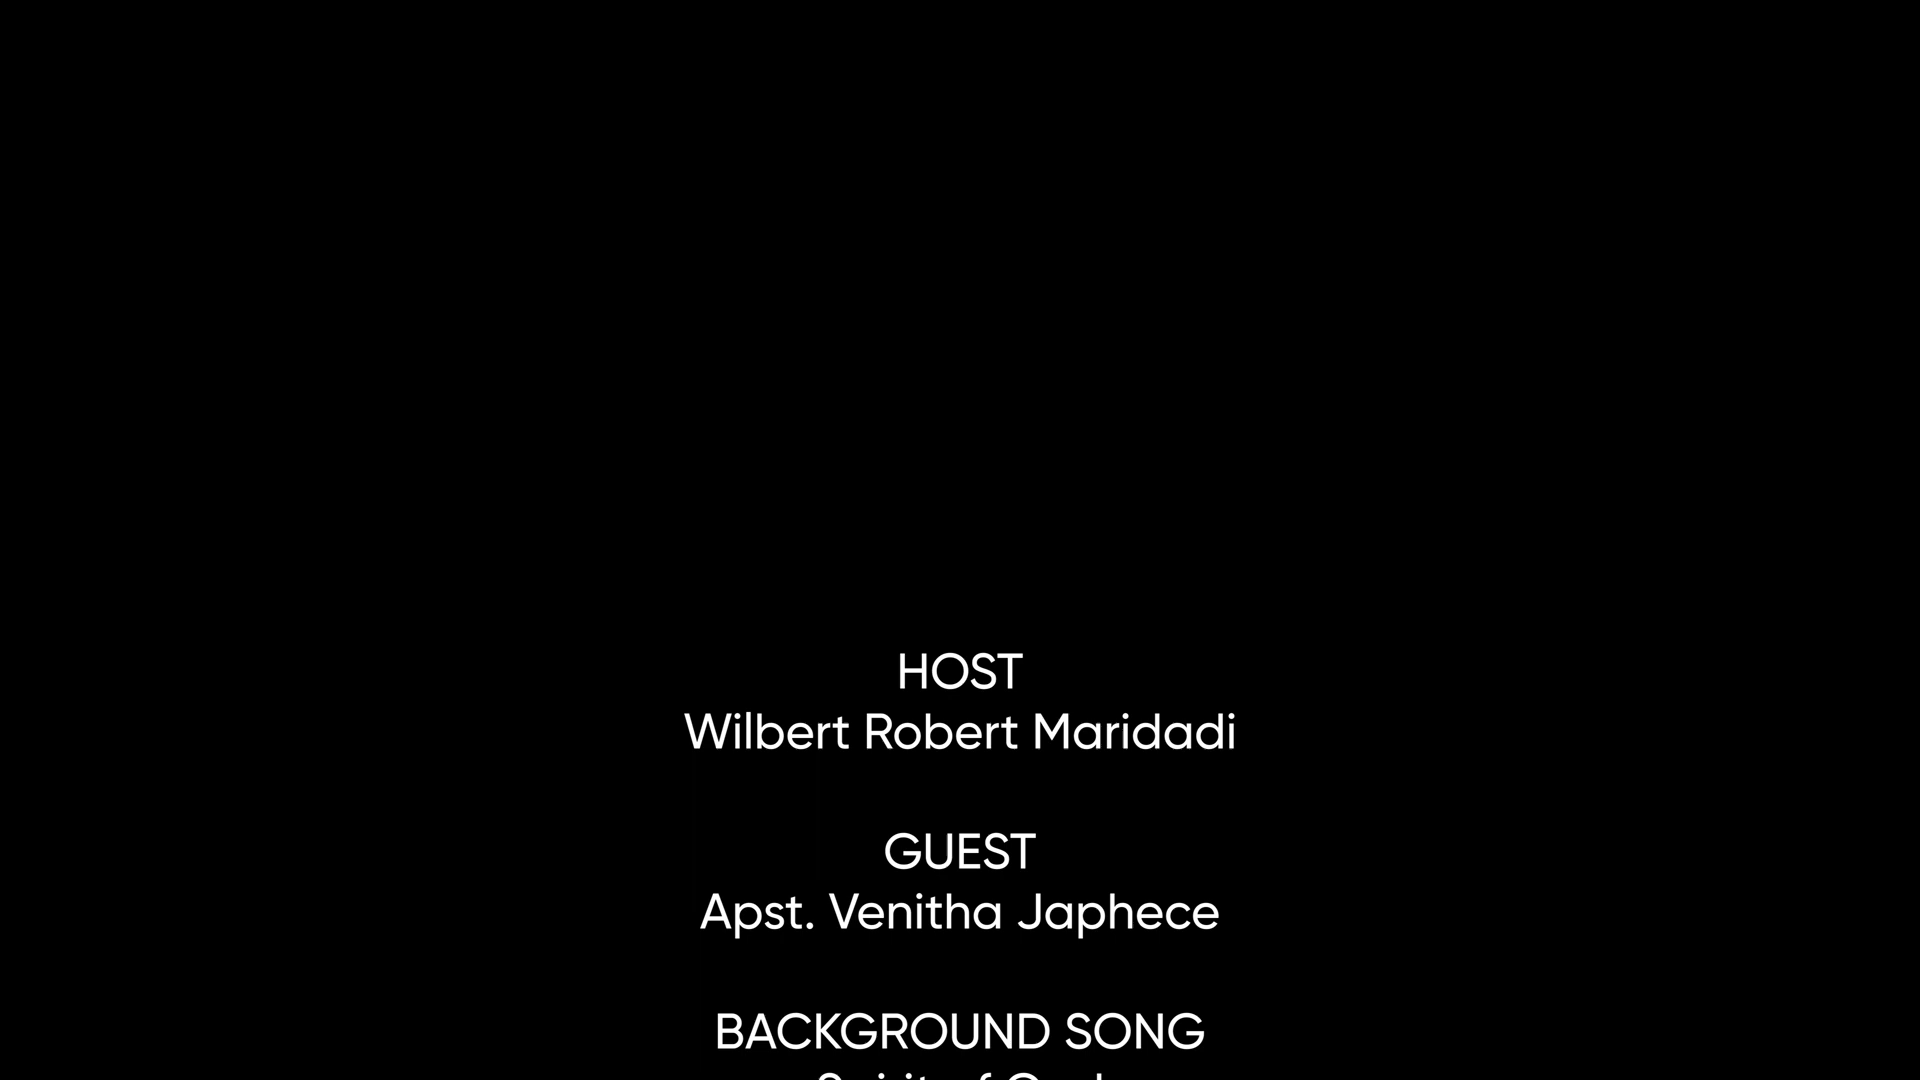 HOST
Wilbert Robert Maridadi
GUEST
Apst. Venitha Japhece
BACKGROUND SONG